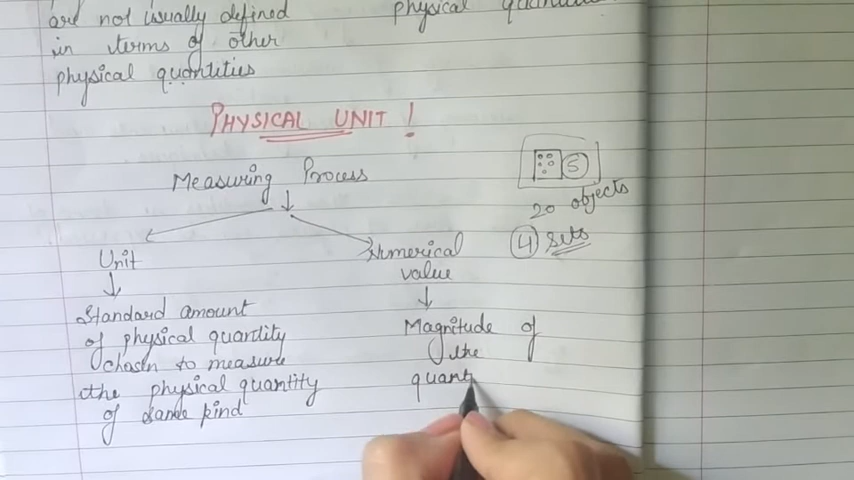 are not usually defined
in terms of other
physical quantities
physical
PHYSICAL UNIT !
Measuring Process
Unit
Standard amount
of physical quantity
chosen to measure
the physical quantity
of same kind
Numerical
value
Magnitude of
the
quant
5
20 objects
4 sets